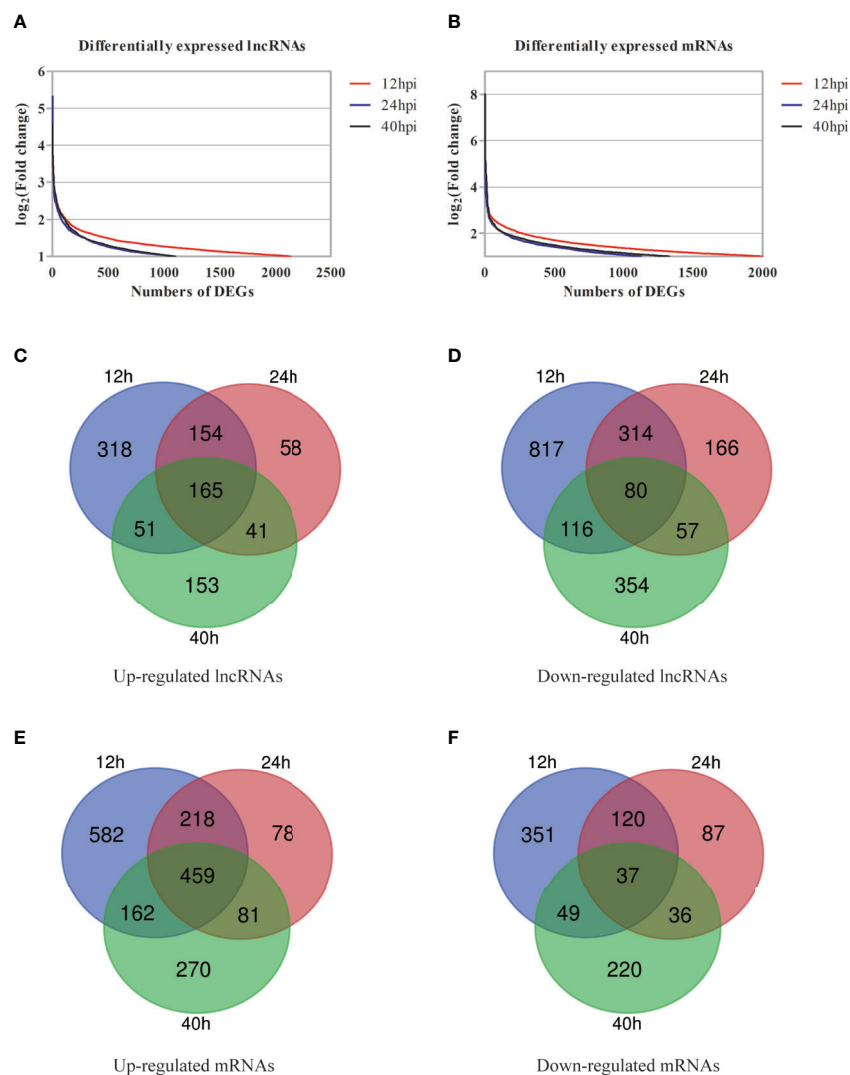 A
Differentially expressed lncRNAs
log2(Fold change)
6
5
4
3
2
1
0
500
1000
1500
2000
2500
Numbers of DEGs
12hpi
24hpi
40hpi
B
Differentially expressed mRNAs
log2(Fold change)
8
6
4
2
0
500
1000
1500
2000
Numbers of DEGs
12hpi
24hpi
40hpi
C
12h
24h
318
154
58
165
51
41
153
40h
Up-regulated lncRNAs
D
12h
24h
817
314
166
80
116
57
354
40h
Down-regulated lncRNAs
E
12h
24h
582
218
78
459
162
81
270
40h
Up-regulated mRNAs
F
12h
24h
351
120
87
37
49
36
220
40h
Down-regulated mRNAs